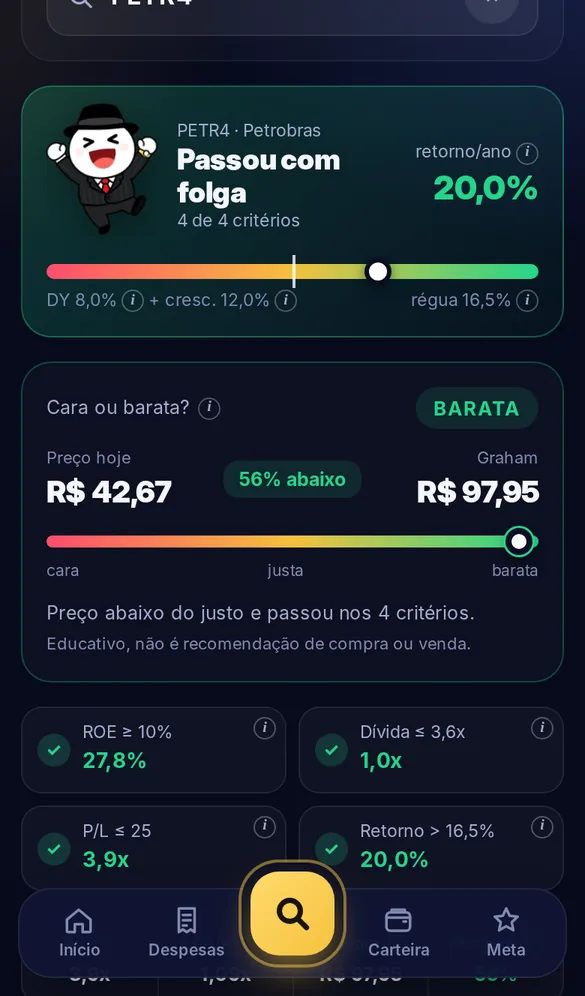 PETR4
PETR4 · Petrobras
Passou com
folga
4 de 4 critérios
retorno/ano i
20,0%
DY 8,0% i + cresc. 12,0% i
régua 16,5% i
Cara ou barata? i
BARATA
Preço hoje
R$ 42,67
56% abaixo
Graham
R$ 97,95
cara
justa
barata
Preço abaixo do justo e passou nos 4 critérios.
Educativo, não é recomendação de compra ou venda.
ROE ≥ 10% i
27,8%
Dívida ≤ 3,6x i
1,0x
P/L ≤ 25 i
3,9x
Retorno > 16,5% i
20,0%
Início
Despesas
Carteira
Meta